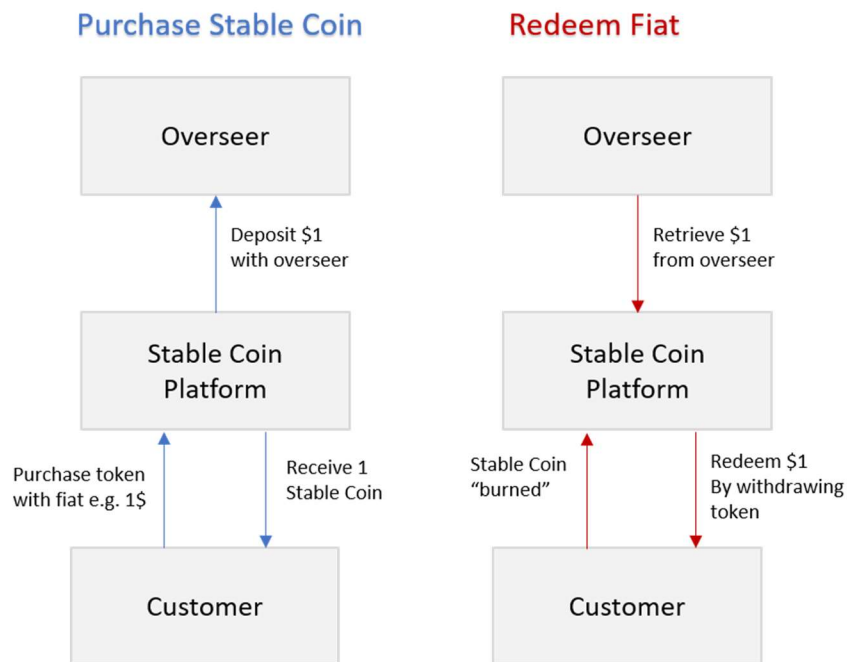 Purchase Stable Coin
Overseer
Deposit $1
with overseer
Stable Coin
Platform
Purchase token
with fiat e.g. 1$
Receive 1
Stable Coin
Customer
Redeem Fiat
Overseer
Retrieve $1
from overseer
Stable Coin
Platform
Stable Coin
“burned”
Redeem $1
By withdrawing
token
Customer